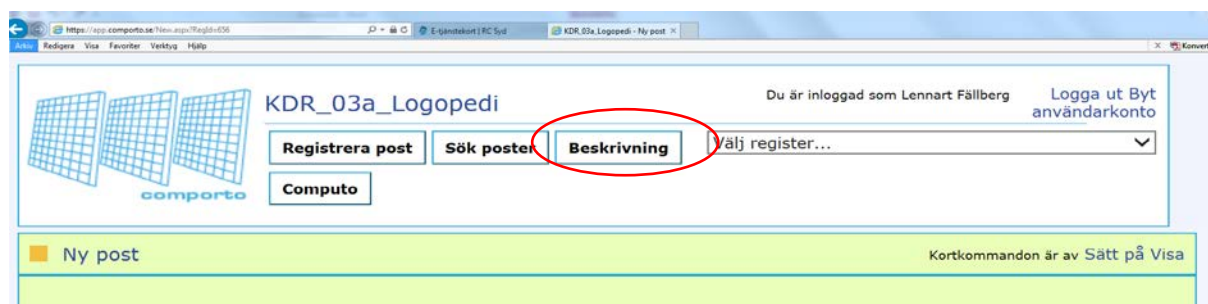 https://app.comporto.se/New.aspx?RegId=656
E-tjänstekort | RC Syd
KDR_03a_Logopedi - Ny post
Arkiv Redigera Visa Favoriter Verktyg Hjälp
Konvert
KDR_03a_Logopedi
Du är inloggad som Lennart Fällberg
Logga ut Byt
användarkonto
Registrera post Sök poster Beskrivning
Välj register...
comporto
Computo
Ny post
Kortkommandon är av Sätt på Visa